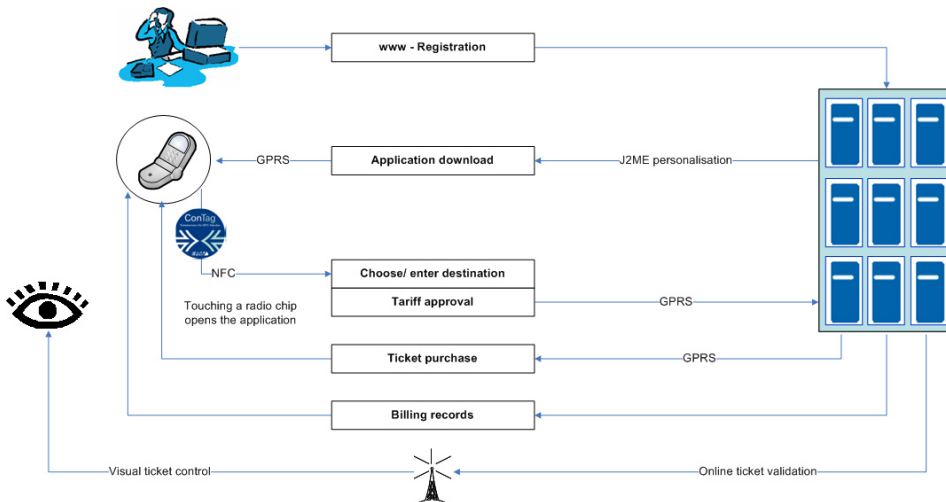 www - Registration
GPRS
Application download
J2ME personalisation
ConTag
NFC
Choose/ enter destination
Touching a radio chip
opens the application
Tariff approval
GPRS
Ticket purchase
GPRS
Billing records
Visual ticket control
Online ticket validation